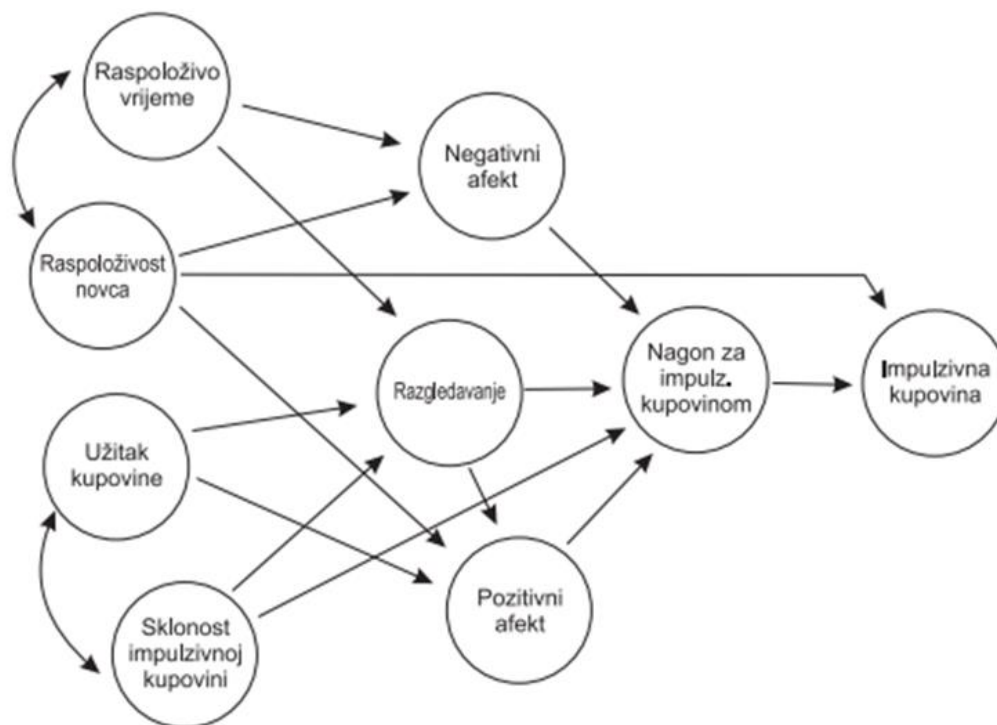 Raspoloživo
vrijeme
Negativni
afekt
Raspoloživost
novca
Razgledavanje
Nagon za
impulz.
kupovinom
Impulzivna
kupovina
Užitak
kupovine
Pozitivni
afekt
Sklonost
impulzivnoj
kupovini